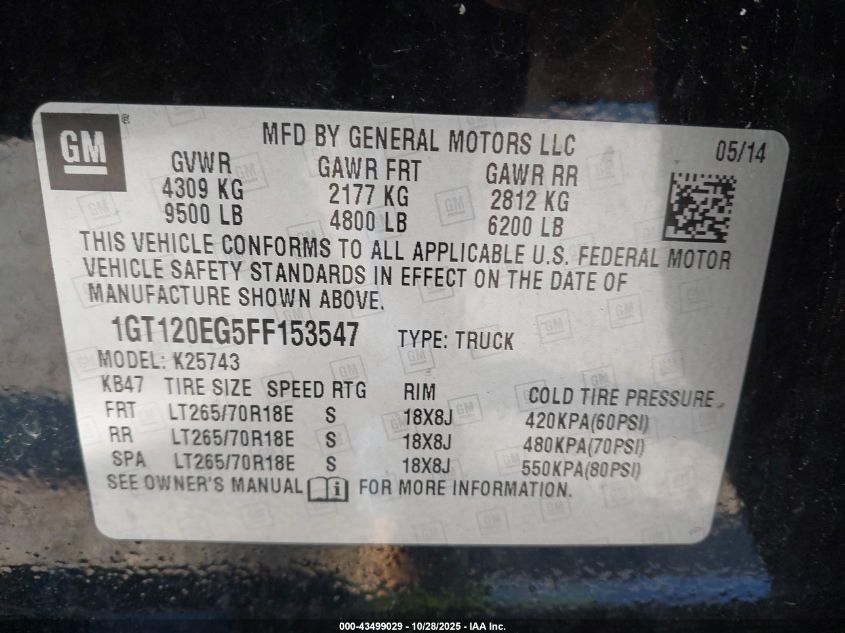 GM ®
MFD BY GENERAL MOTORS LLC
05/14
GVWR GAWR FRT GAWR RR
4309 KG 2177 KG 2812 KG
9500 LB 4800 LB 6200 LB
THIS VEHICLE CONFORMS TO ALL APPLICABLE U.S. FEDERAL MOTOR
VEHICLE SAFETY STANDARDS IN EFFECT ON THE DATE OF
MANUFACTURE SHOWN ABOVE.
1GT120EG5FF153547 TYPE: TRUCK
MODEL: K25743
KB47 TIRE SIZE SPEED RTG RIM COLD TIRE PRESSURE
FRT LT265/70R18E S 18X8J 420KPA(60PSI)
RR LT265/70R18E S 18X8J 480KPA(70PSI)
SPA LT265/70R18E S 18X8J 550KPA(80PSI)
SEE OWNER'S MANUAL i FOR MORE INFORMATION.
000-43499029 - 10/28/2025 - IAA Inc.